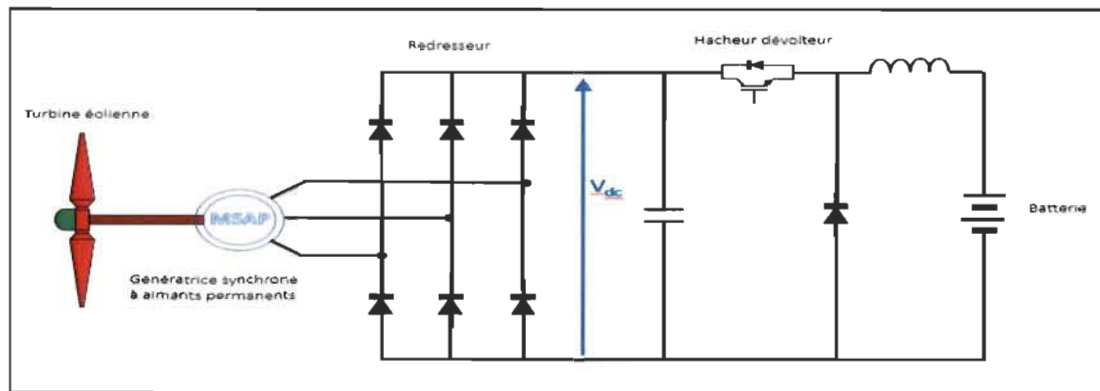 Redresseur
Hacheur dévolteur
Turbine éolienne
Vdc
MSAP
Batterie
Génératrice synchrone
à aimants permanents